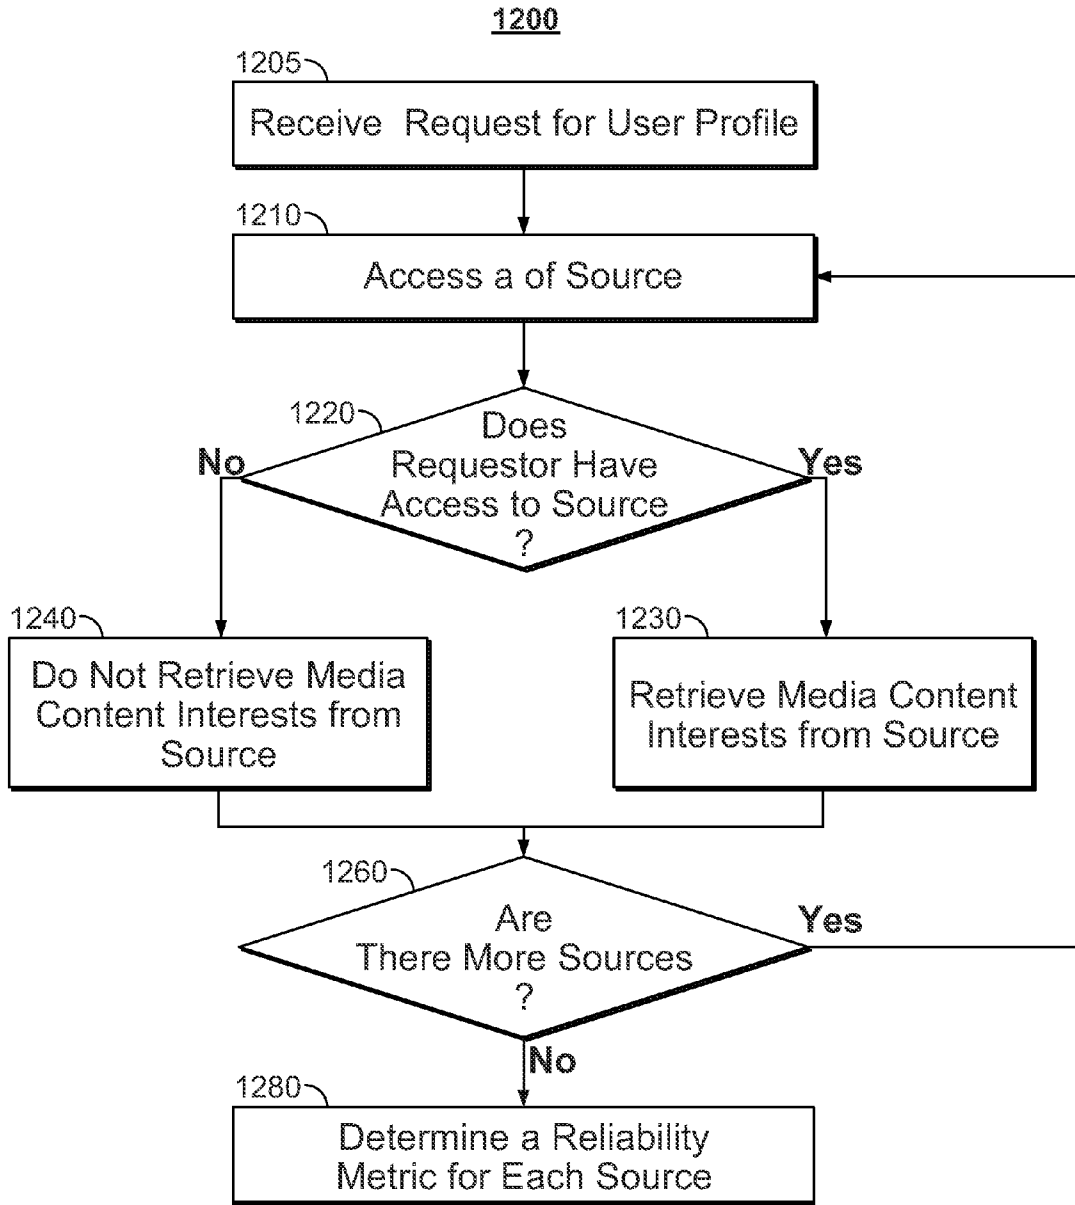 1200
1205
Receive Request for User Profile
1210
Access a of Source
1220
Does
Requestor Have
Access to Source
?
No
Yes
1240
Do Not Retrieve Media
Content Interests from
Source
1230
Retrieve Media Content
Interests from Source
1260
Are
There More Sources
?
Yes
No
1280
Determine a Reliability
Metric for Each Source